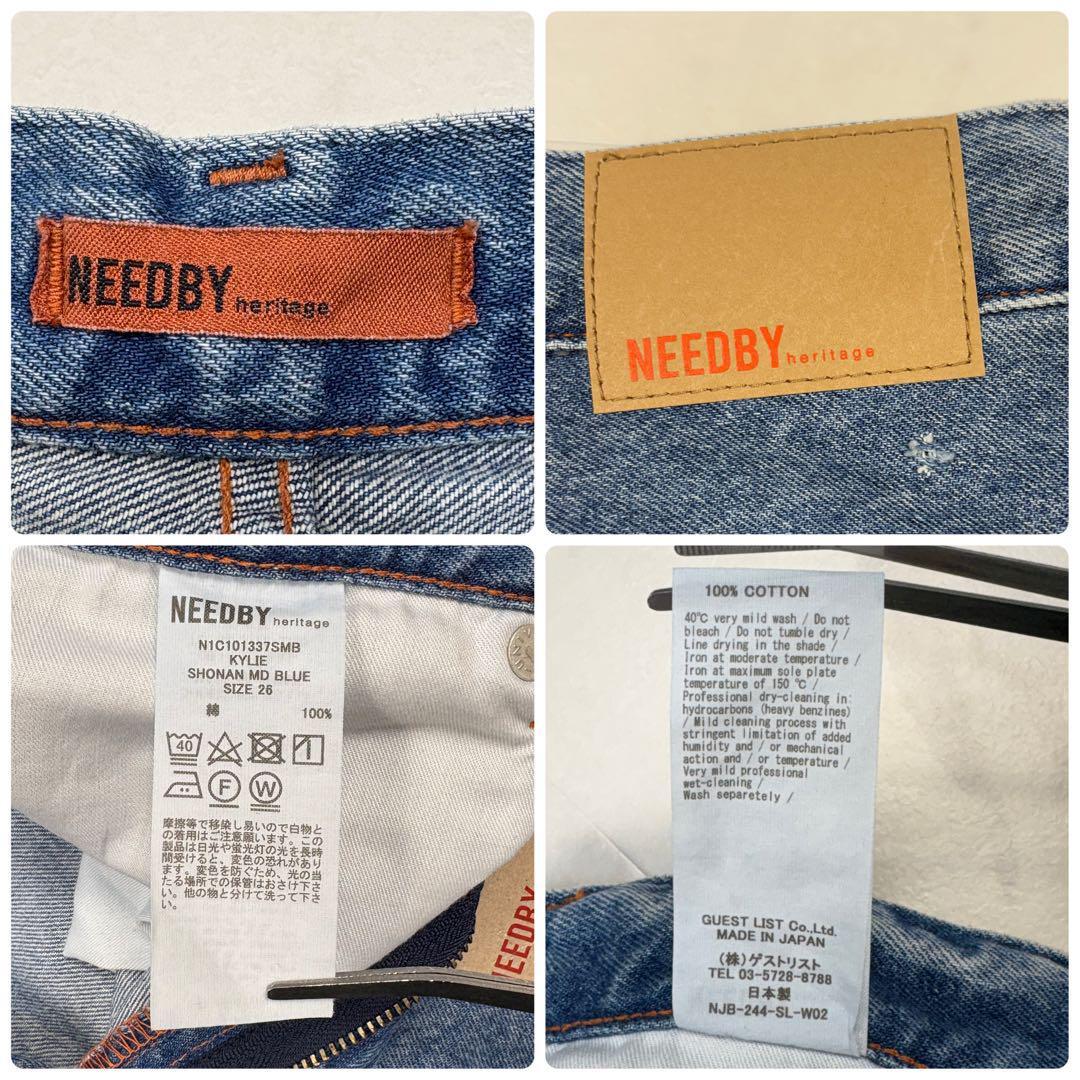 NEEDBY heritage
NEEDBY heritage
NEEDBY heritage
N1C101337SMB
KYLIE
SHONAN MD BLUE
SIZE 26
綿 100%
40
F W
摩擦等で移染し易いので白物と
の着用はご注意願います。この
製品は日光や蛍光灯の光を長時
間受けると、変色の恐れがあり
ます。変色を防ぐため、光の当
たる場所での保管はおさけ下さ
い。他の物と分けて洗って下さ
い。
NEEDBY
100% COTTON
40℃ very mild wash / Do not
bleach / Do not tumble dry /
Line drying in the shade /
Iron at moderate temperature /
Iron at maximum sole plate
temperature of 150 ℃ /
Professional dry-cleaning in:
hydrocarbons (heavy benzines)
/ Mild cleaning process with
stringent limitation of added
humidity and / or mechanical
action and / or temperature /
Very mild professional
wet-cleaning /
Wash separetely /
GUEST LIST Co.,Ltd.
MADE IN JAPAN
(株)ゲストリスト
TEL 03-5728-8788
日本製
NJB-244-SL-W02